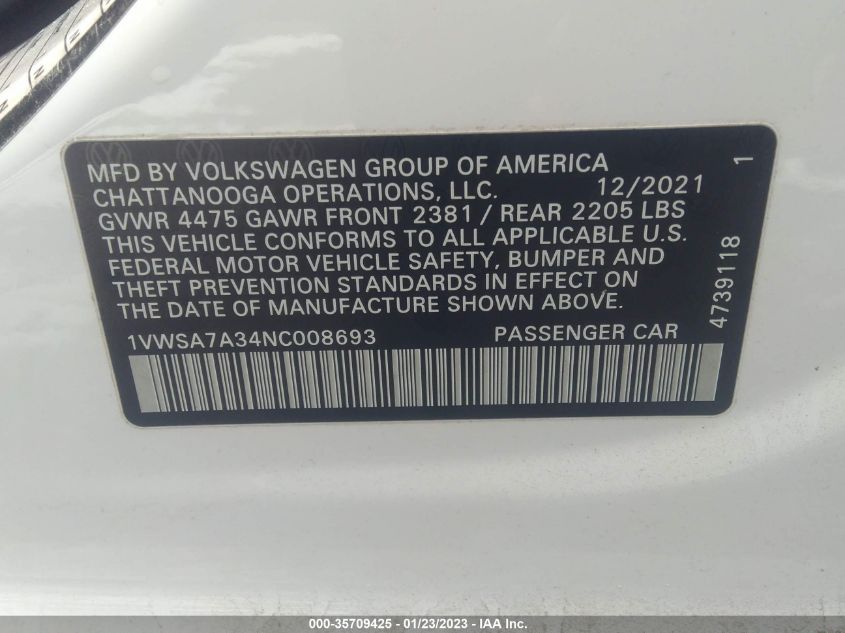 MFD BY VOLKSWAGEN GROUP OF AMERICA
CHATTANOOGA OPERATIONS, LLC. 12/2021
GVWR 4475 GAWR FRONT 2381 / REAR 2205 LBS
THIS VEHICLE CONFORMS TO ALL APPLICABLE U.S.
FEDERAL MOTOR VEHICLE SAFETY, BUMPER AND
THEFT PREVENTION STANDARDS IN EFFECT ON
THE DATE OF MANUFACTURE SHOWN ABOVE.
1VWSA7A34NC008693 PASSENGER CAR
4739118 1
000-35709425 - 01/23/2023 - IAA Inc.